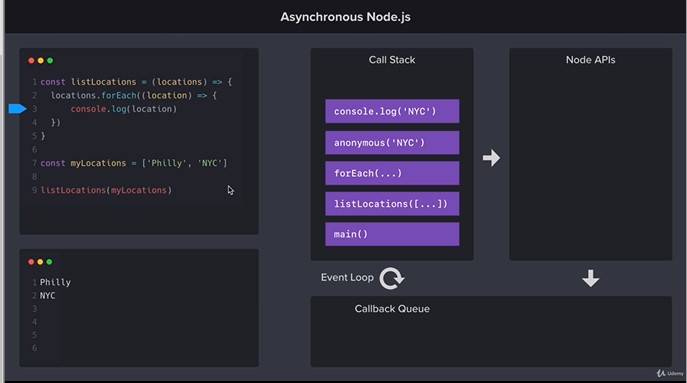 Asynchronous Node.js
1 const listLocations = (locations) => {
2 locations.forEach((location) => {
3 console.log(location)
4 })
5 }
6
7 const myLocations = ['Philly', 'NYC']
8
9 listLocations(myLocations)
1 Philly
2 NYC
3
4
5
6
Call Stack
console.log('NYC')
anonymous('NYC')
forEach(...)
listLocations([...])
main()
Node APIs
Event Loop
Callback Queue
Udemy